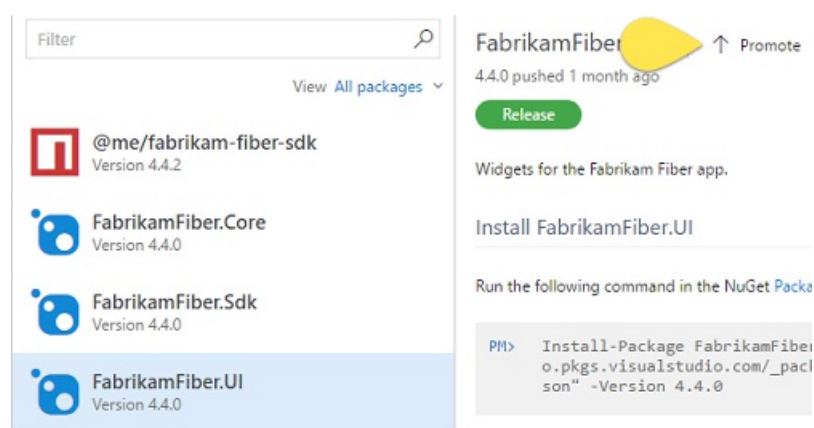 Filter
View All packages
@me/fabrikam-fiber-sdk
Version 4.4.2
FabrikamFiber.Core
Version 4.4.0
FabrikamFiber.Sdk
Version 4.4.0
FabrikamFiber.UI
Version 4.4.0
FabrikamFiber
Promote
4.4.0 pushed 1 month ago
Release
Widgets for the Fabrikam Fiber app.
Install FabrikamFiber.UI
Run the following command in the NuGet Packa
PM> Install-Package FabrikamFiber
o.pkgs.visualstudio.com/_pack
son" -Version 4.4.0